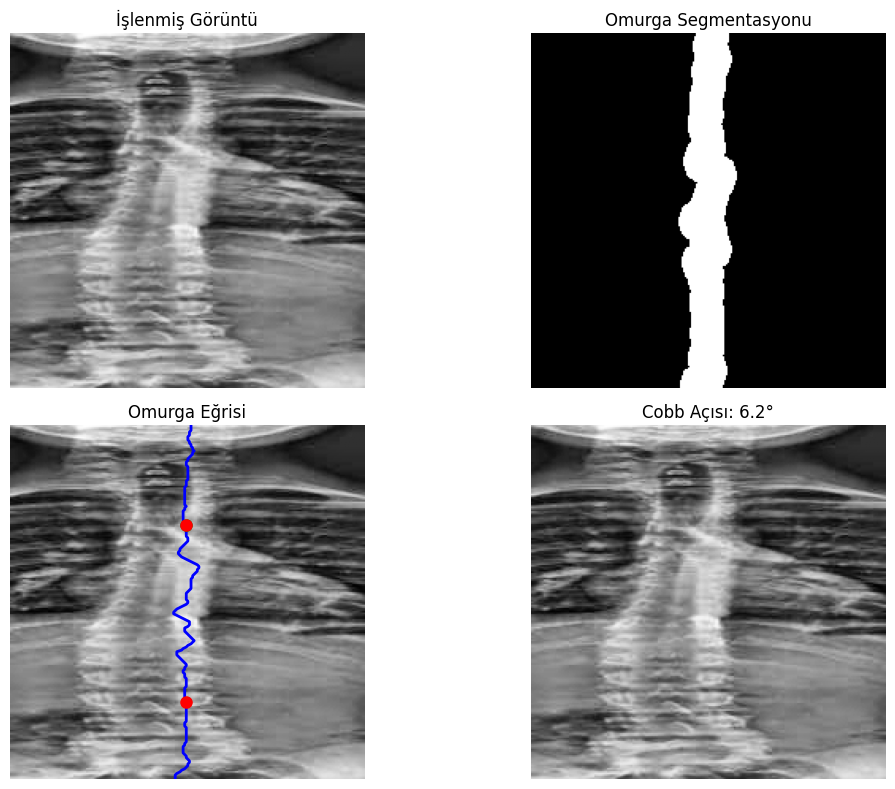 İşlenmiş Görüntü
Omurga Segmentasyonu
Omurga Eğrisi
Cobb Açısı: 6.2°